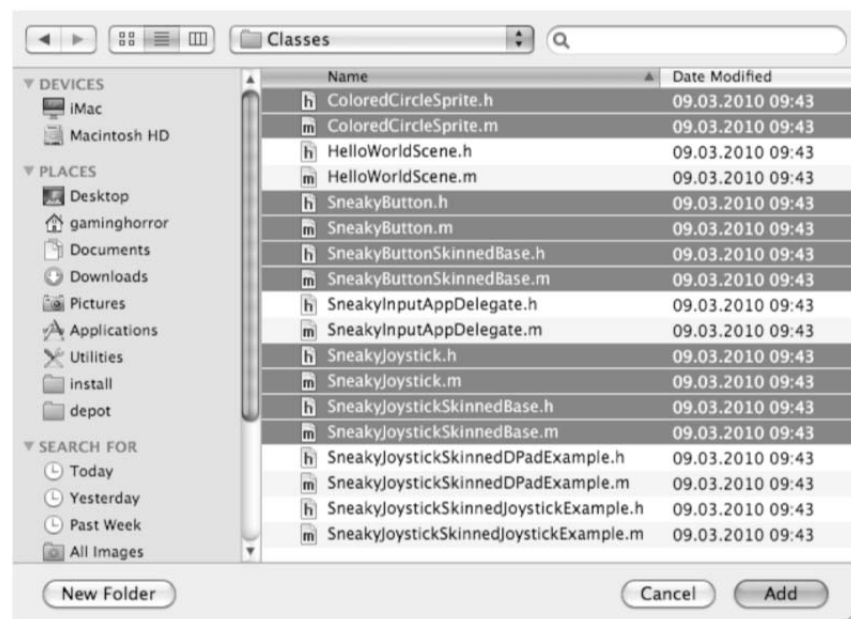 Classes
Name Date Modified
DEVICES
iMac
Macintosh HD
PLACES
Desktop
gaminghorror
Documents
Downloads
Pictures
Applications
Utilities
install
depot
SEARCH FOR
Today
Yesterday
Past Week
All Images
h ColoredCircleSprite.h 09.03.2010 09:43
m ColoredCircleSprite.m 09.03.2010 09:43
h HelloWorldScene.h 09.03.2010 09:43
m HelloWorldScene.m 09.03.2010 09:43
h SneakyButton.h 09.03.2010 09:43
m SneakyButton.m 09.03.2010 09:43
h SneakyButtonSkinnedBase.h 09.03.2010 09:43
m SneakyButtonSkinnedBase.m 09.03.2010 09:43
h SneakyInputAppDelegate.h 09.03.2010 09:43
m SneakyInputAppDelegate.m 09.03.2010 09:43
h SneakyJoystick.h 09.03.2010 09:43
m SneakyJoystick.m 09.03.2010 09:43
h SneakyJoystickSkinnedBase.h 09.03.2010 09:43
m SneakyJoystickSkinnedBase.m 09.03.2010 09:43
h SneakyJoystickSkinnedDPadExample.h 09.03.2010 09:43
m SneakyJoystickSkinnedDPadExample.m 09.03.2010 09:43
h SneakyJoystickSkinnedJoystickExample.h 09.03.2010 09:43
m SneakyJoystickSkinnedJoystickExample.m 09.03.2010 09:43
New Folder Cancel Add